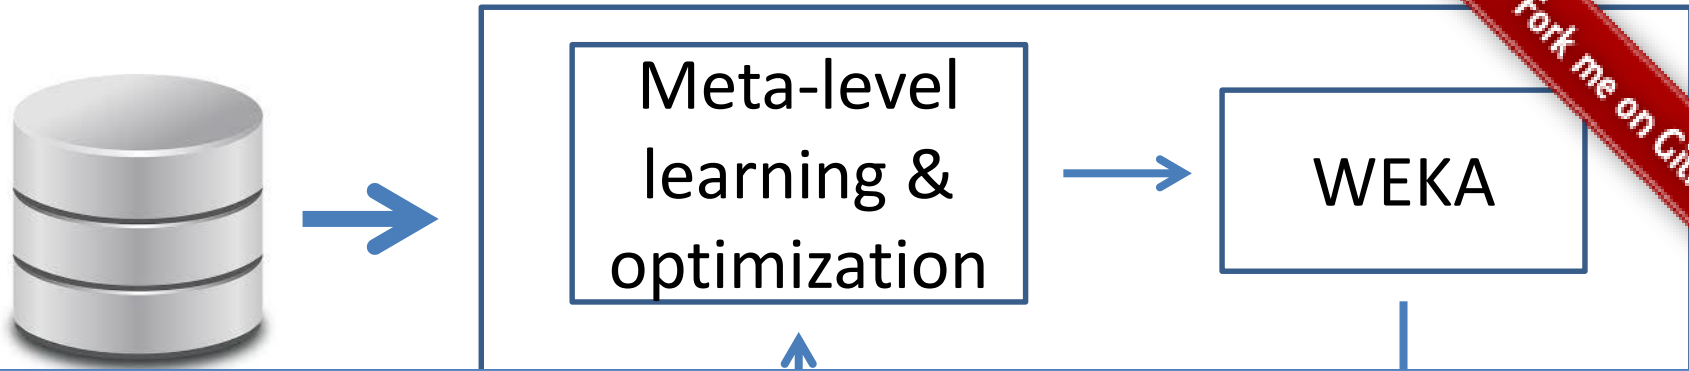 Meta-level
learning &
optimization
WEKA
Fork me on